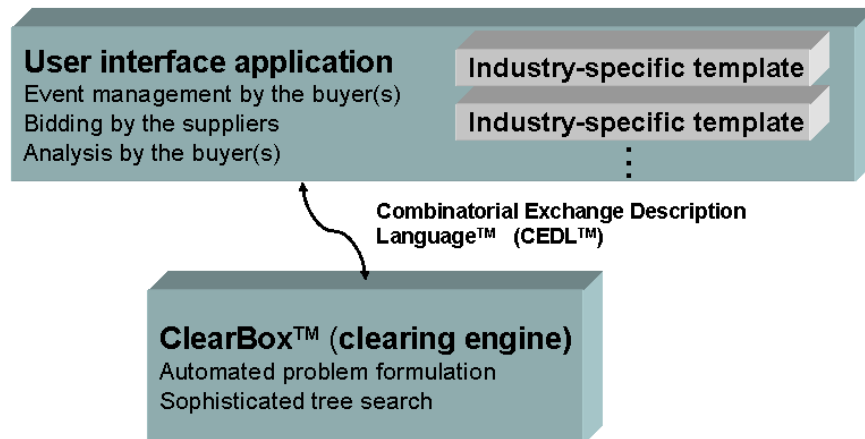 User interface application
Event management by the buyer(s)
Bidding by the suppliers
Analysis by the buyer(s)
Industry-specific template
Industry-specific template
Combinatorial Exchange Description
Language™ (CEDL™)
ClearBox™ (clearing engine)
Automated problem formulation
Sophisticated tree search